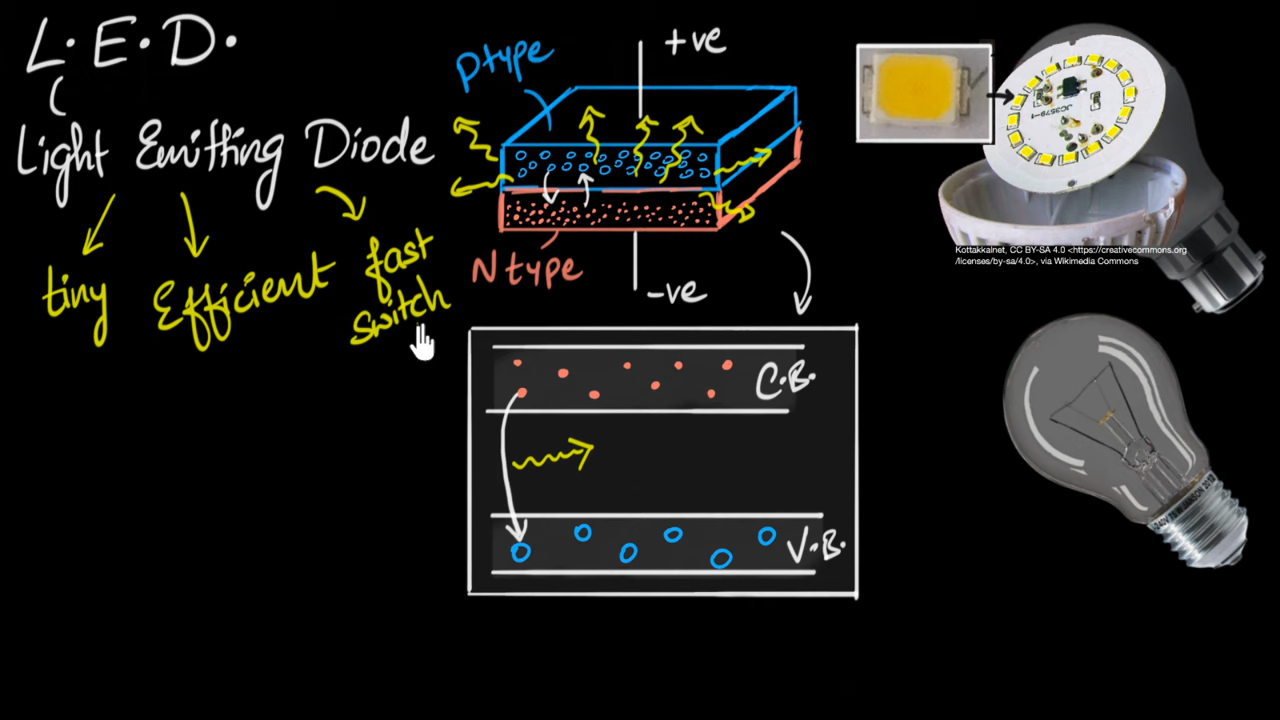 L.E.D.
Light Emitting Diode
tiny
Efficient
fast
switch
P type
+ve
N type
-ve
C.B.
V.B.
Kottakkalnet, CC BY-SA 4.0 <https://creativecommons.org
/licenses/by-sa/4.0>, via Wikimedia Commons